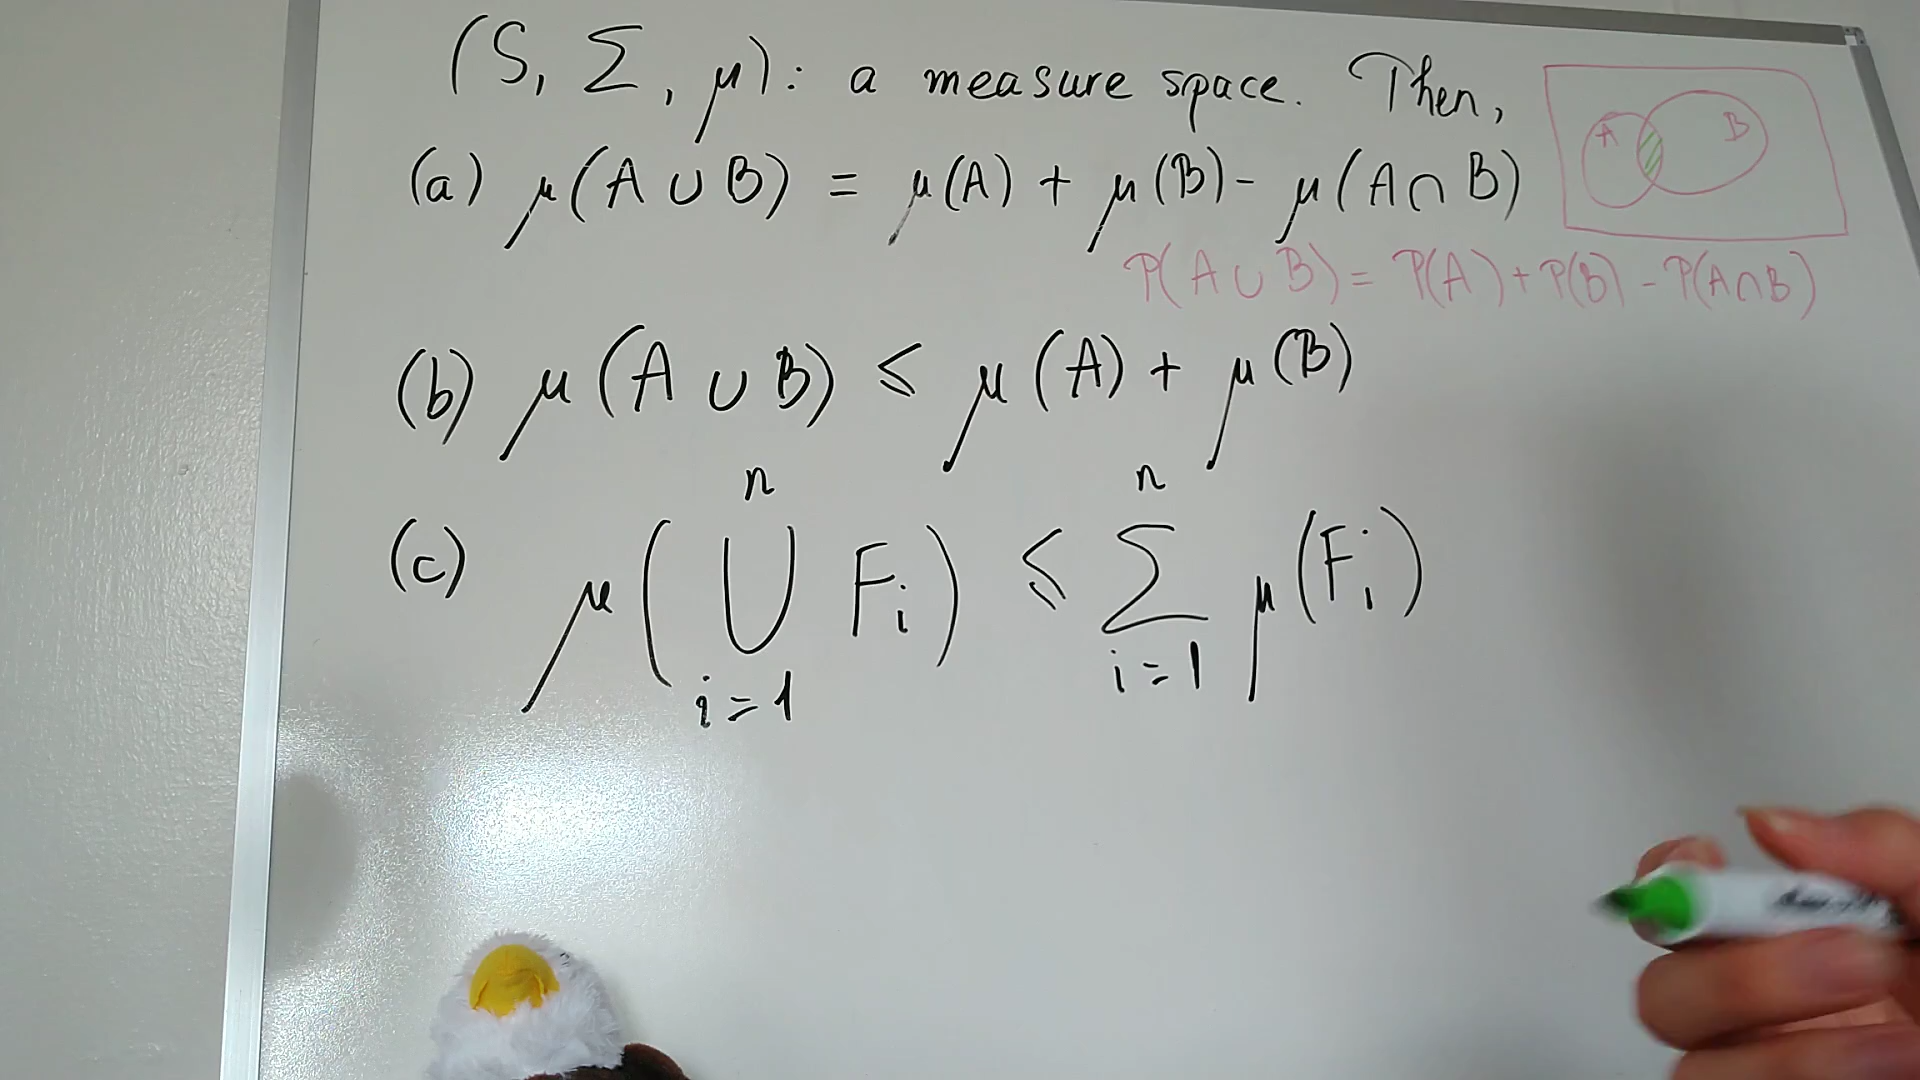 (S, Σ, μ): a measure space. Then,
A B
(a) μ(A ∪ B) = μ(A) + μ(B) - μ(A ∩ B)
P(A ∪ B) = P(A) + P(B) - P(A ∩ B)
(b) μ(A ∪ B) ≤ μ(A) + μ(B)
(c) μ(⋃_{i=1}^{n} F_i) ≤ ∑_{i=1}^{n} μ(F_i)